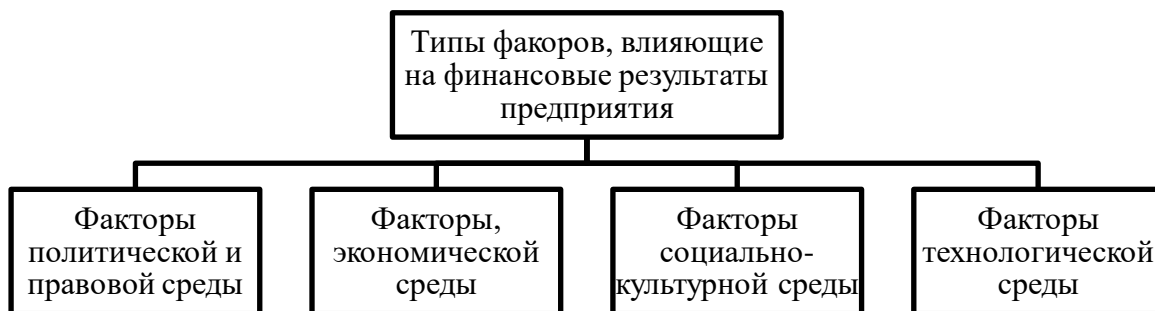 Типы факоров, влияющие
на финансовые результаты
предприятия
Факторы
политической и
правовой среды
Факторы,
экономической
среды
Факторы
социально-
культурной среды
Факторы
технологической
среды